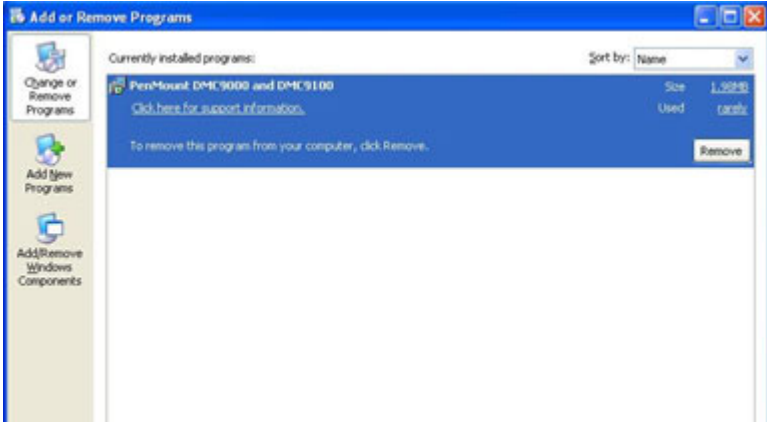 Add or Remove Programs
Change or
Remove
Programs
Add New
Programs
Add/Remove
Windows
Components
Currently installed programs:
Sort by: Name
PenMount DMC9000 and DMC9100
Size 1.98MB
Click here for support information.
Used rarely
To remove this program from your computer, click Remove.
Remove